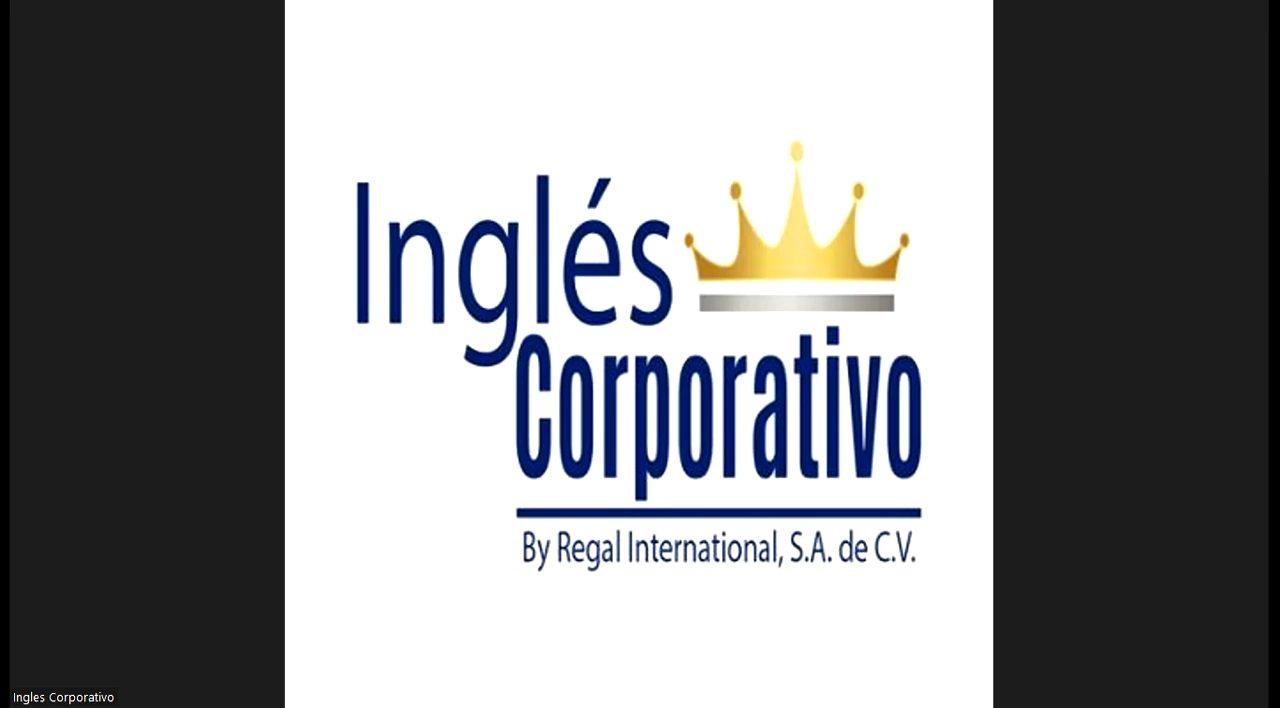 Inglés
Corporativo
By Regal International, S.A. de C.V.
Ingles Corporativo